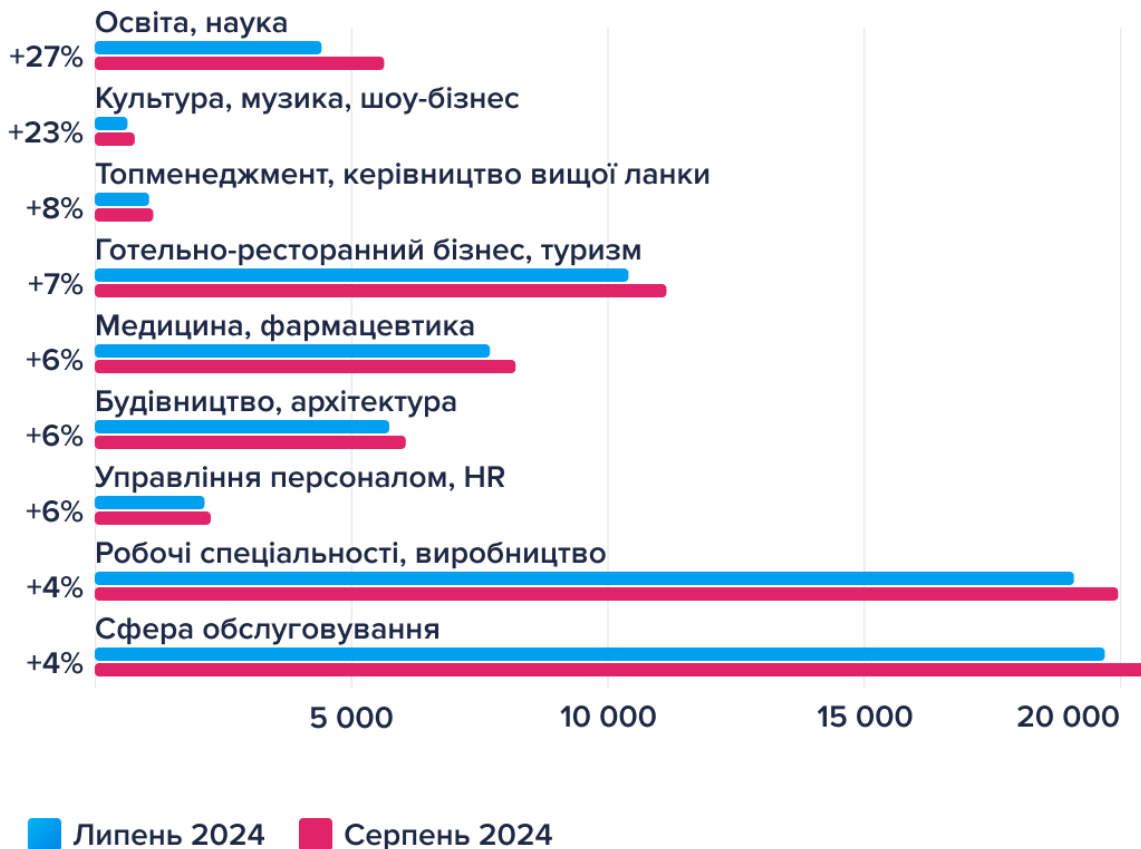 Освіта, наука
+27%
Культура, музика, шоу-бізнес
+23%
Топменеджмент, керівництво вищої ланки
+8%
Готельно-ресторанний бізнес, туризм
+7%
Медицина, фармацевтика
+6%
Будівництво, архітектура
+6%
Управління персоналом, HR
+6%
Робочі спеціальності, виробництво
+4%
Сфера обслуговування
+4%
5 000 10 000 15 000 20 000
Липень 2024 Серпень 2024